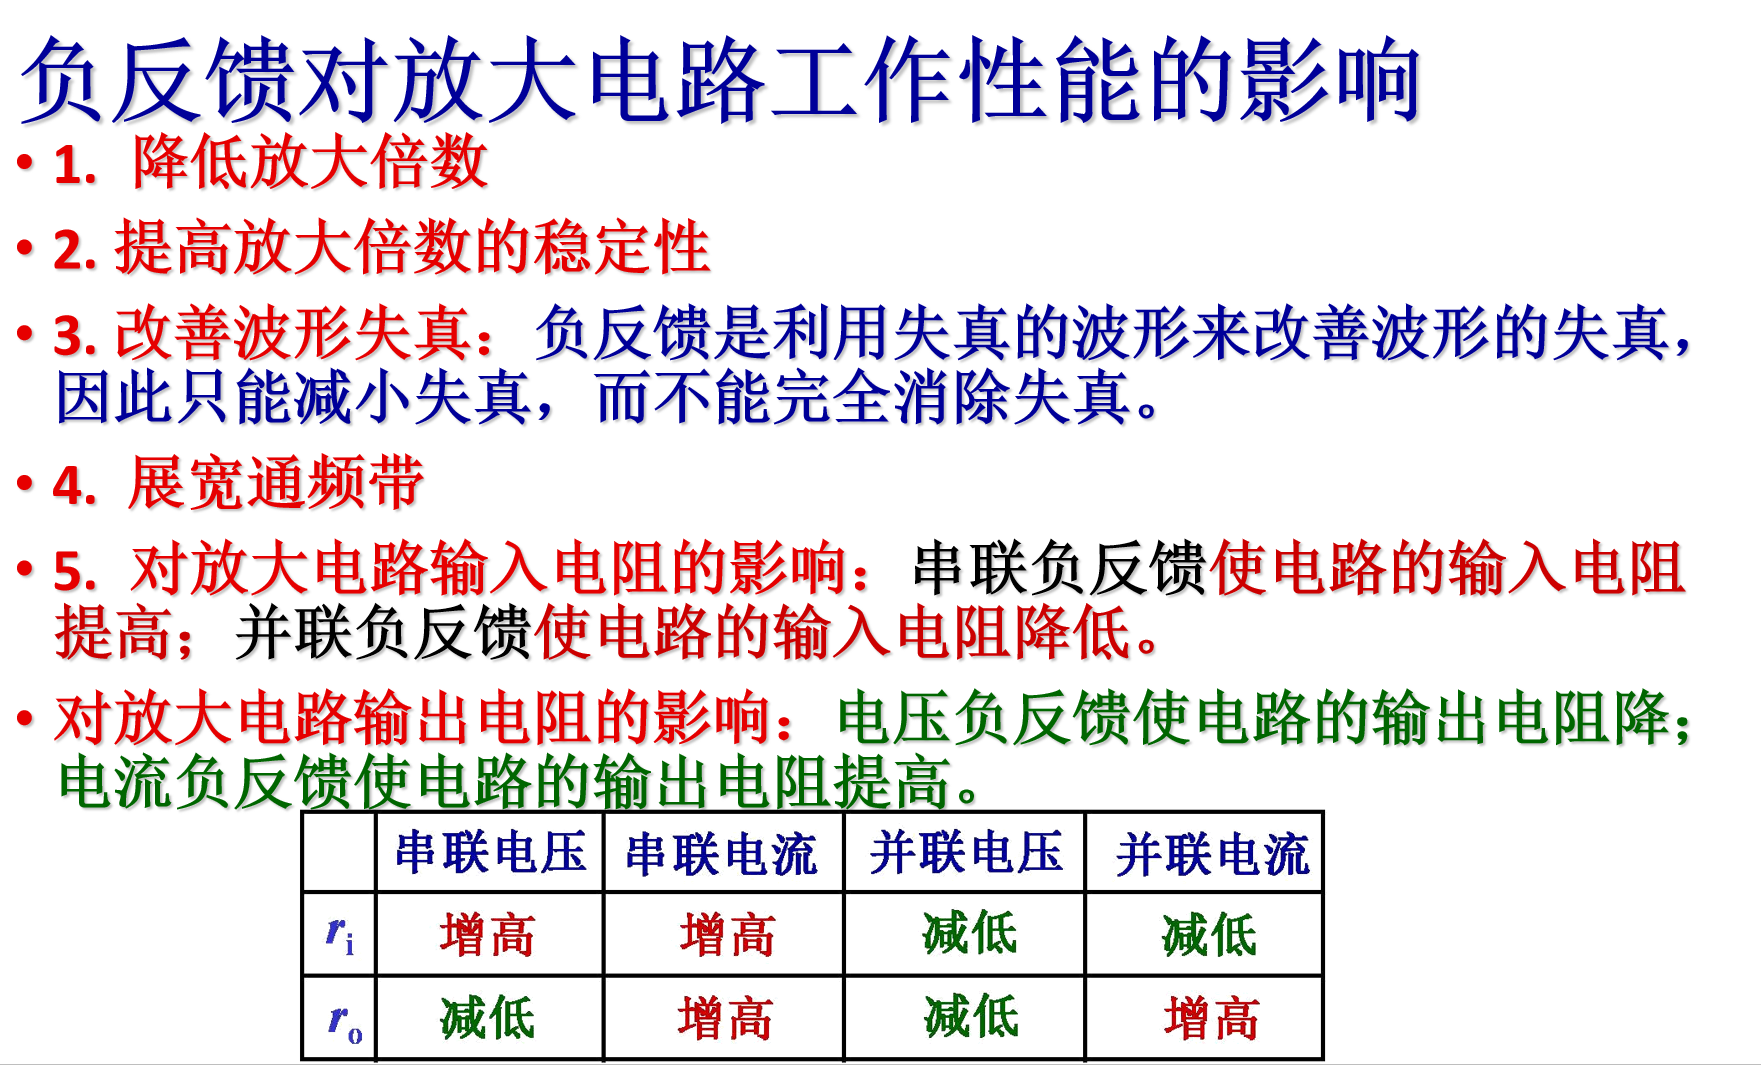 负反馈对放大电路工作性能的影响
• 1. 降低放大倍数
• 2. 提高放大倍数的稳定性
• 3. 改善波形失真：负反馈是利用失真的波形来改善波形的失真，
因此只能减小失真，而不能完全消除失真。
• 4. 展宽通频带
• 5. 对放大电路输入电阻的影响：串联负反馈使电路的输入电阻
提高；并联负反馈使电路的输入电阻降低。
• 对放大电路输出电阻的影响：电压负反馈使电路的输出电阻降；
电流负反馈使电路的输出电阻提高。
串联电压 串联电流 并联电压 并联电流
ri 增高 增高 减低 减低
ro 减低 增高 减低 增高